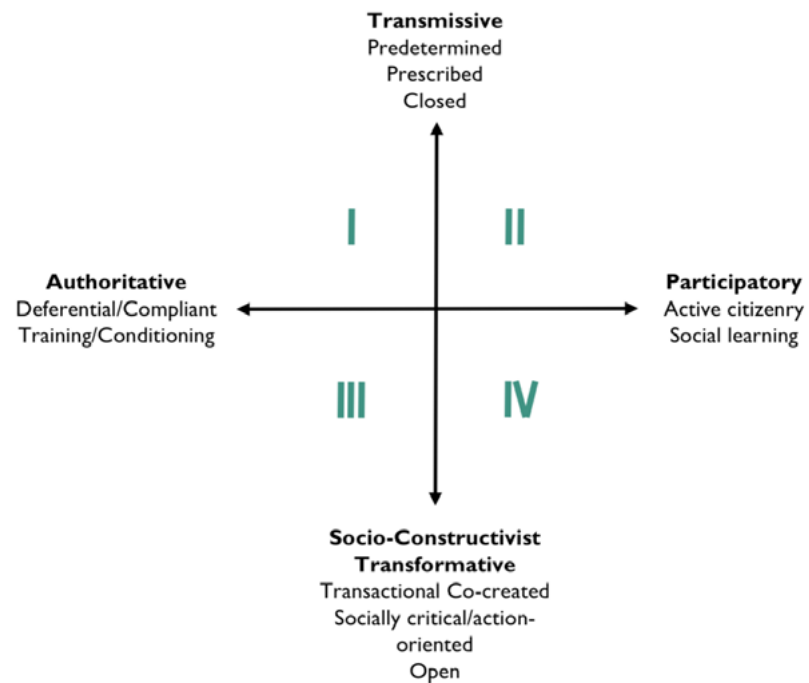 Transmissive
Predetermined
Prescribed
Closed
I
II
Authoritative
Deferential/Compliant
Training/Conditioning
Participatory
Active citizenry
Social learning
III
IV
Socio-Constructivist
Transformative
Transactional Co-created
Socially critical/action-
oriented
Open